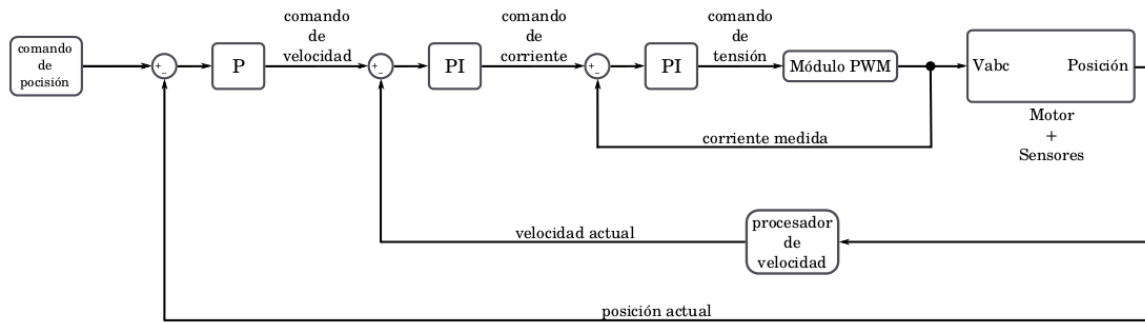 comando
de
pocisión
+
−
P
comando
de
velocidad
+
−
PI
comando
de
corriente
+
−
PI
comando
de
tensión
Módulo PWM
Vabc
Posición
Motor
+
Sensores
corriente medida
procesador
de
velocidad
velocidad actual
posición actual